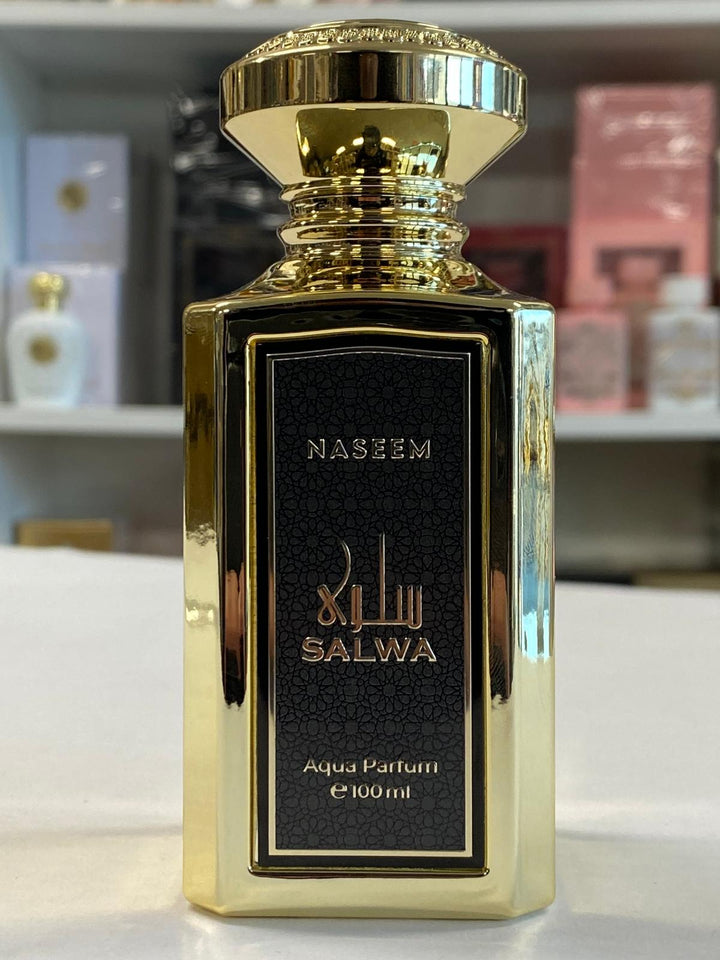 NASEEM
سلوى
SALWA
Aqua Parfum
℮100ml